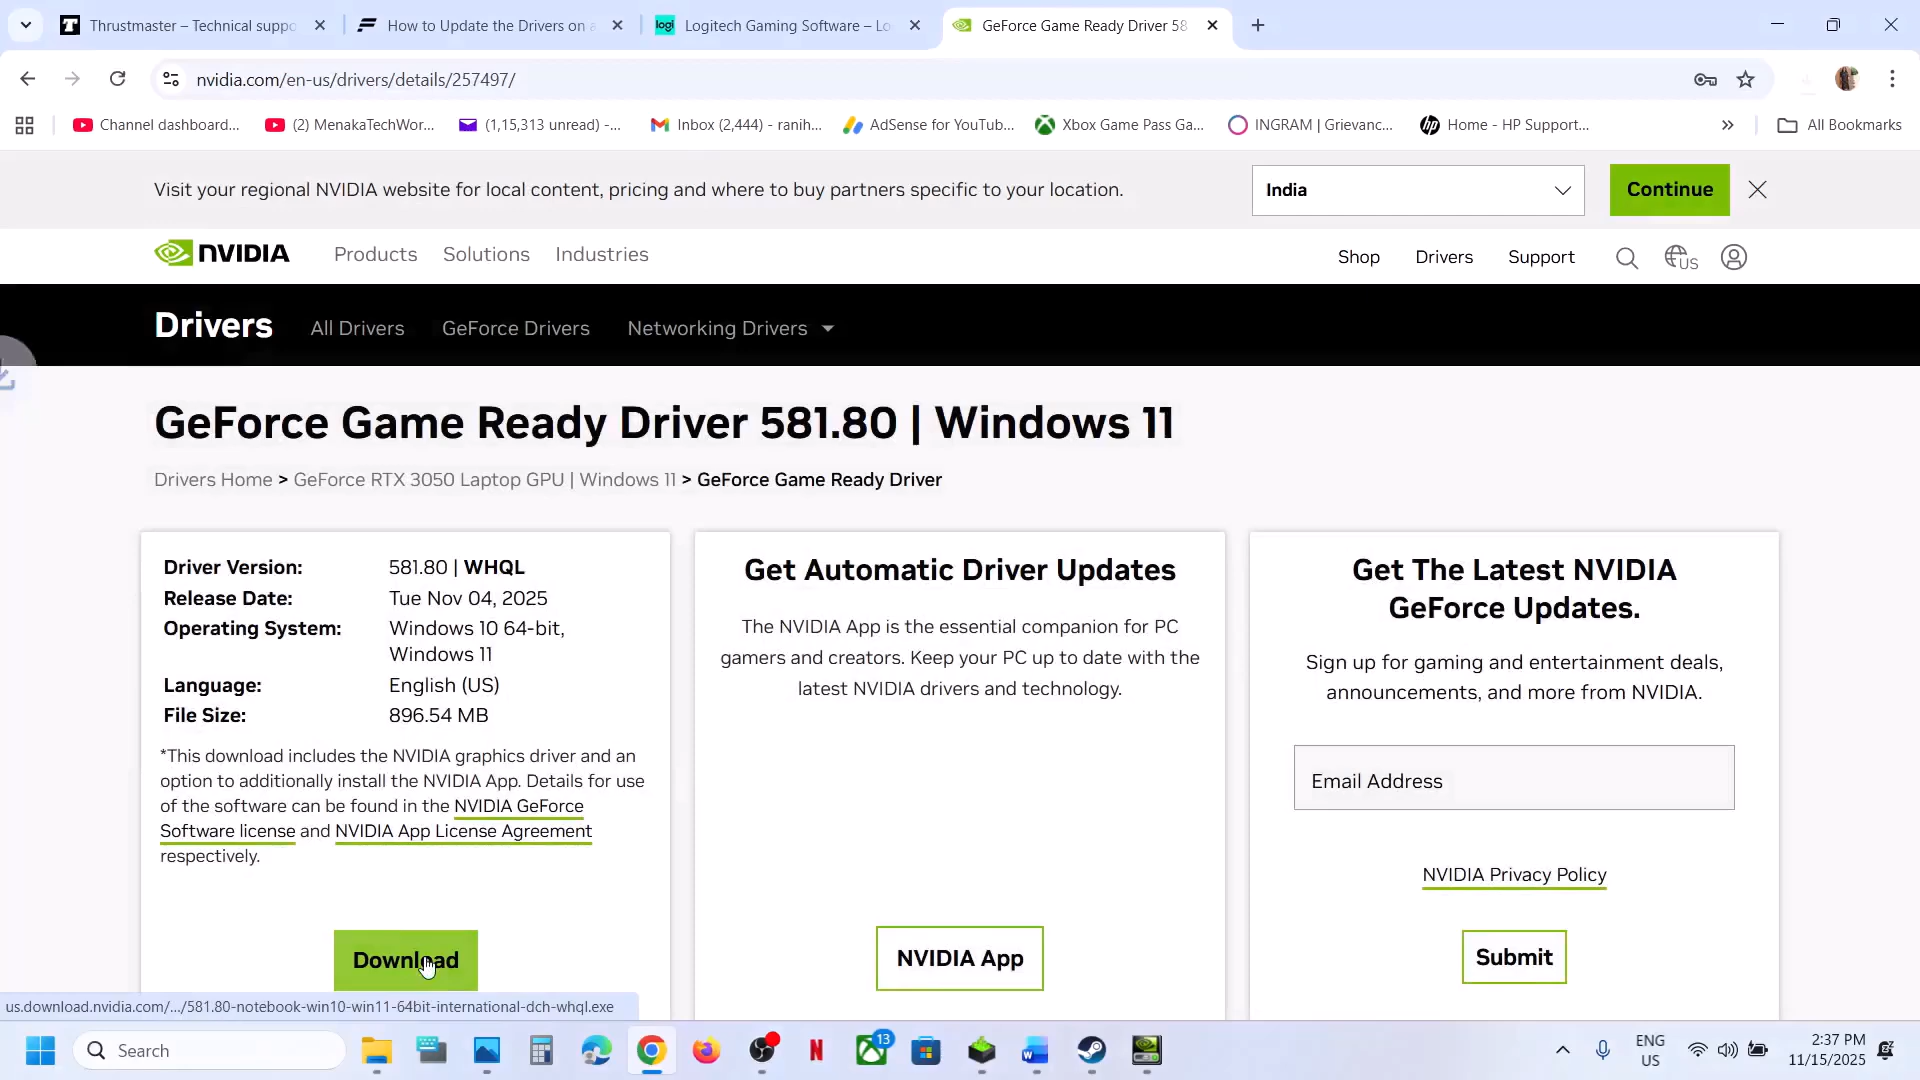 Thrustmaster – Technical suppo
How to Update the Drivers on a
logi
Logitech Gaming Software – Lo
GeForce Game Ready Driver 58
nvidia.com/en-us/drivers/details/257497/
Channel dashboard...
(2) MenakaTechWor...
(1,15,313 unread) -...
Inbox (2,444) - ranih...
AdSense for YouTub...
Xbox Game Pass Ga...
INGRAM | Grievanc...
Home - HP Support...
All Bookmarks
Visit your regional NVIDIA website for local content, pricing and where to buy partners specific to your location.
India
Continue
NVIDIA
Products
Solutions
Industries
Shop
Drivers
Support
US
Drivers
All Drivers
GeForce Drivers
Networking Drivers
GeForce Game Ready Driver 581.80 | Windows 11
Drivers Home > GeForce RTX 3050 Laptop GPU | Windows 11 > GeForce Game Ready Driver
Driver Version: 581.80 | WHQL
Release Date: Tue Nov 04, 2025
Operating System: Windows 10 64-bit,
Windows 11
Language: English (US)
File Size: 896.54 MB
*This download includes the NVIDIA graphics driver and an
option to additionally install the NVIDIA App. Details for use
of the software can be found in the NVIDIA GeForce
Software license and NVIDIA App License Agreement
respectively.
Download
Get Automatic Driver Updates
The NVIDIA App is the essential companion for PC
gamers and creators. Keep your PC up to date with the
latest NVIDIA drivers and technology.
NVIDIA App
Get The Latest NVIDIA
GeForce Updates.
Sign up for gaming and entertainment deals,
announcements, and more from NVIDIA.
Email Address
NVIDIA Privacy Policy
Submit
us.download.nvidia.com/.../581.80-notebook-win10-win11-64bit-international-dch-whql.exe
Search
13
ENG
US
2:37 PM
11/15/2025